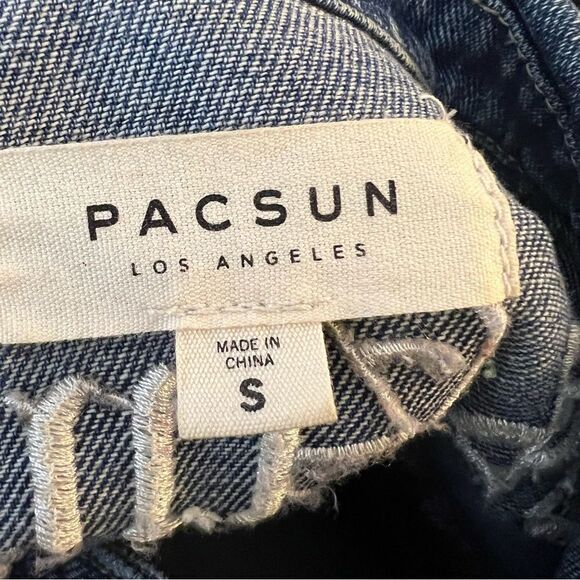 PACSUN
LOS ANGELES
MADE IN
CHINA
S